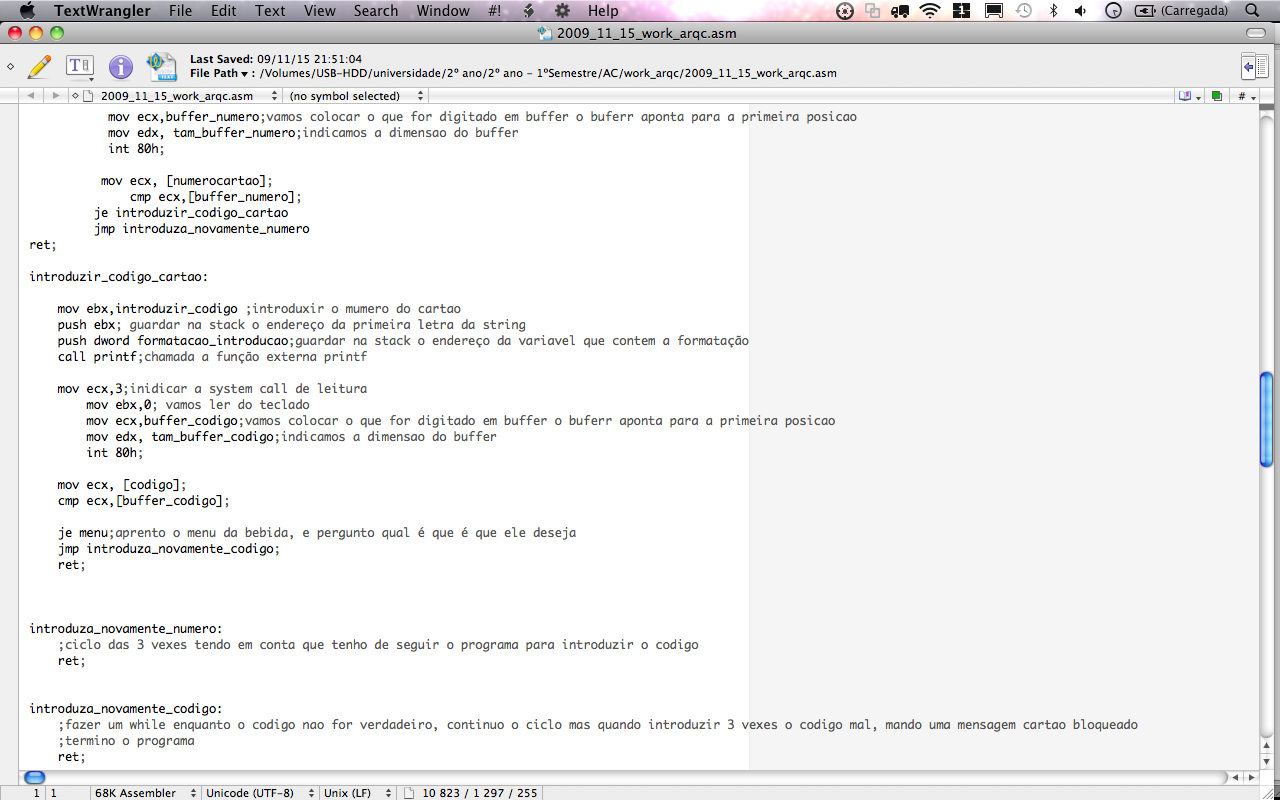 TextWrangler File Edit Text View Search Window #! Help (Carregada)
2009_11_15_work_arqc.asm
Last Saved: 09/11/15 21:51:04
File Path ▾ : /Volumes/USB-HDD/universidade/2º ano/2º ano - 1ºSemestre/AC/work_arqc/2009_11_15_work_arqc.asm
2009_11_15_work_arqc.asm (no symbol selected) #
mov ecx,buffer_numero;vamos colocar o que for digitado em buffer o buferr aponta para a primeira posicao
mov edx, tam_buffer_numero;indicamos a dimensao do buffer
int 80h;
mov ecx, [numerocartao];
cmp ecx,[buffer_numero];
je introduzir_codigo_cartao
jmp introduza_novamente_numero
ret;
introduzir_codigo_cartao:
mov ebx,introduzir_codigo ;introduxir o mumero do cartao
push ebx; guardar na stack o endereço da primeira letra da string
push dword formatacao_introducao;guardar na stack o endereço da variavel que contem a formatação
call printf;chamada a função externa printf
mov ecx,3;inidicar a system call de leitura
mov ebx,0; vamos ler do teclado
mov ecx,buffer_codigo;vamos colocar o que for digitado em buffer o buferr aponta para a primeira posicao
mov edx, tam_buffer_codigo;indicamos a dimensao do buffer
int 80h;
mov ecx, [codigo];
cmp ecx,[buffer_codigo];
je menu;aprento o menu da bebida, e pergunto qual é que é que ele deseja
jmp introduza_novamente_codigo;
ret;
introduza_novamente_numero:
;ciclo das 3 vexes tendo em conta que tenho de seguir o programa para introduzir o codigo
ret;
introduza_novamente_codigo:
;fazer um while enquanto o codigo nao for verdadeiro, continuo o ciclo mas quando introduzir 3 vexes o codigo mal, mando uma mensagem cartao bloqueado
;termino o programa
ret;
1 1 68K Assembler Unicode (UTF-8) Unix (LF) 10 823 / 1 297 / 255